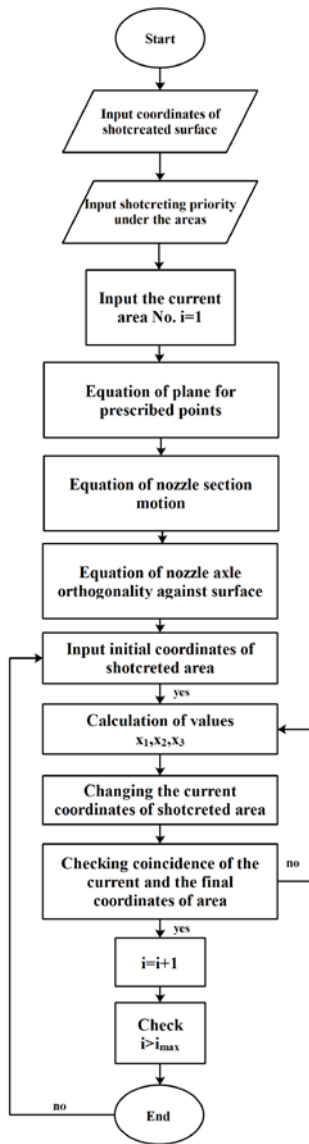 Start
Input coordinates of
shotcreated surface
Input shotcreting priority
under the areas
Input the current
area No. i=1
Equation of plane for
prescribed points
Equation of nozzle section
motion
Equation of nozzle axle
orthogonality against surface
Input initial coordinates of
shotcreted area
yes
Calculation of values
x₁,x₂,x₃
Changing the current
coordinates of shotcreted area
Checking coincidence of the
current and the final
coordinates of area
no
yes
i=i+1
Check
i>iₘₐₓ
no
End